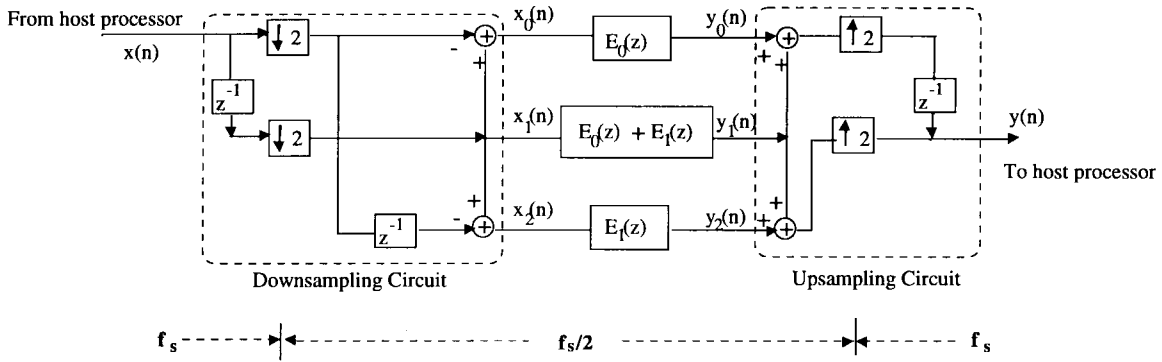 From host processor
x(n)
↓ 2
z⁻¹
↓ 2
z⁻¹
-
+
+
-
x₀(n)
x₁(n)
x₂(n)
E₀(z)
E₀(z) + E₁(z)
E₁(z)
y₀(n)
y₁(n)
y₂(n)
+
+
+
+
↑ 2
z⁻¹
↑ 2
y(n)
To host processor
Downsampling Circuit
Upsampling Circuit
fₛ
fₛ/2
fₛ